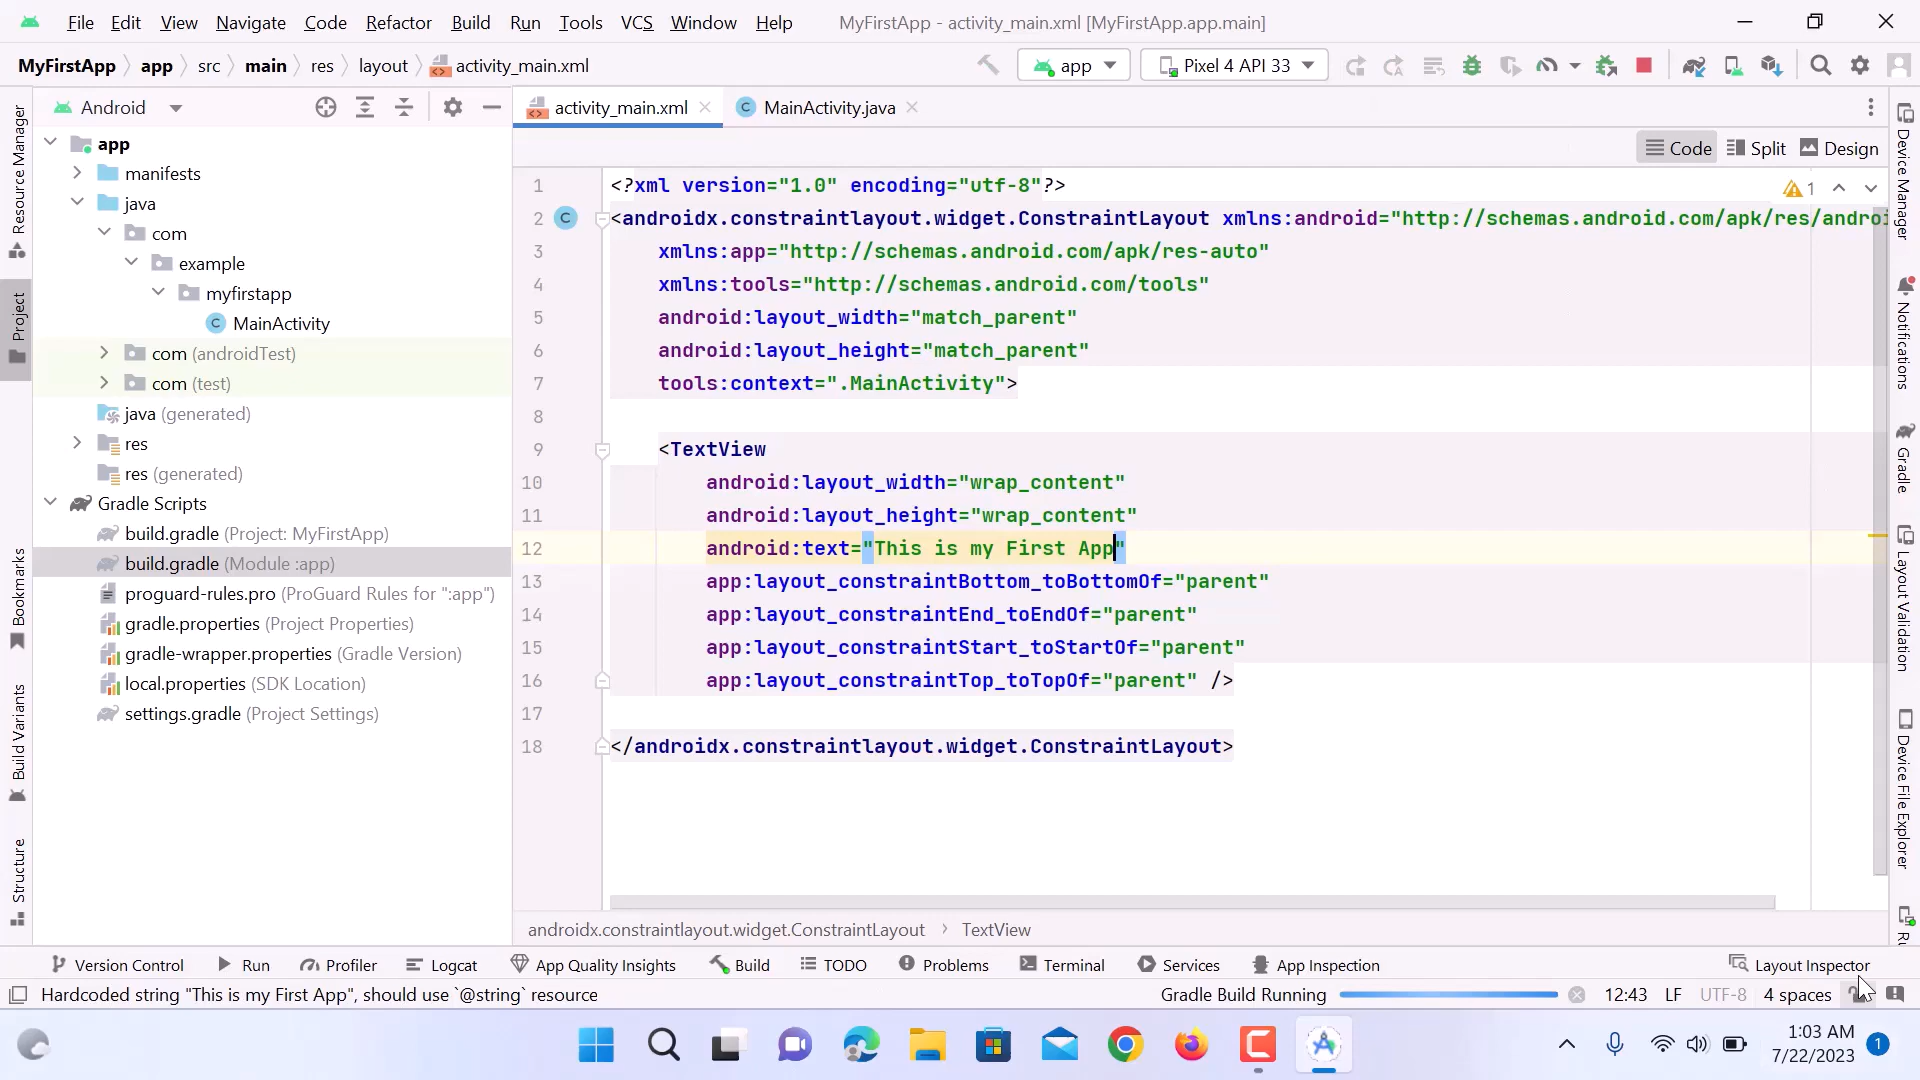 File Edit View Navigate Code Refactor Build Run Tools VCS Window Help MyFirstApp - activity_main.xml [MyFirstApp.app.main]
MyFirstApp app src main res layout activity_main.xml app Pixel 4 API 33
Android
activity_main.xml MainActivity.java
Code Split Design
app
manifests
java
com
example
myfirstapp
MainActivity
com (androidTest)
com (test)
java (generated)
res
res (generated)
Gradle Scripts
build.gradle (Project: MyFirstApp)
build.gradle (Module :app)
proguard-rules.pro (ProGuard Rules for ":app")
gradle.properties (Project Properties)
gradle-wrapper.properties (Gradle Version)
local.properties (SDK Location)
settings.gradle (Project Settings)
Resource Manager
Project
Bookmarks
Build Variants
Structure
1 <?xml version="1.0" encoding="utf-8"?>
1
2 <androidx.constraintlayout.widget.ConstraintLayout xmlns:android="http://schemas.android.com/apk/res/androi
3 xmlns:app="http://schemas.android.com/apk/res-auto"
4 xmlns:tools="http://schemas.android.com/tools"
5 android:layout_width="match_parent"
6 android:layout_height="match_parent"
7 tools:context=".MainActivity">
8
9 <TextView
10 android:layout_width="wrap_content"
11 android:layout_height="wrap_content"
12 android:text="This is my First App"
13 app:layout_constraintBottom_toBottomOf="parent"
14 app:layout_constraintEnd_toEndOf="parent"
15 app:layout_constraintStart_toStartOf="parent"
16 app:layout_constraintTop_toTopOf="parent" />
17
18 </androidx.constraintlayout.widget.ConstraintLayout>
Device Manager
Notifications
Gradle
Layout Validation
Device File Explorer
androidx.constraintlayout.widget.ConstraintLayout TextView
Version Control Run Profiler Logcat App Quality Insights Build TODO Problems Terminal Services App Inspection Layout Inspector
Hardcoded string "This is my First App", should use `@string` resource Gradle Build Running 12:43 LF UTF-8 4 spaces
1:03 AM
7/22/2023
1